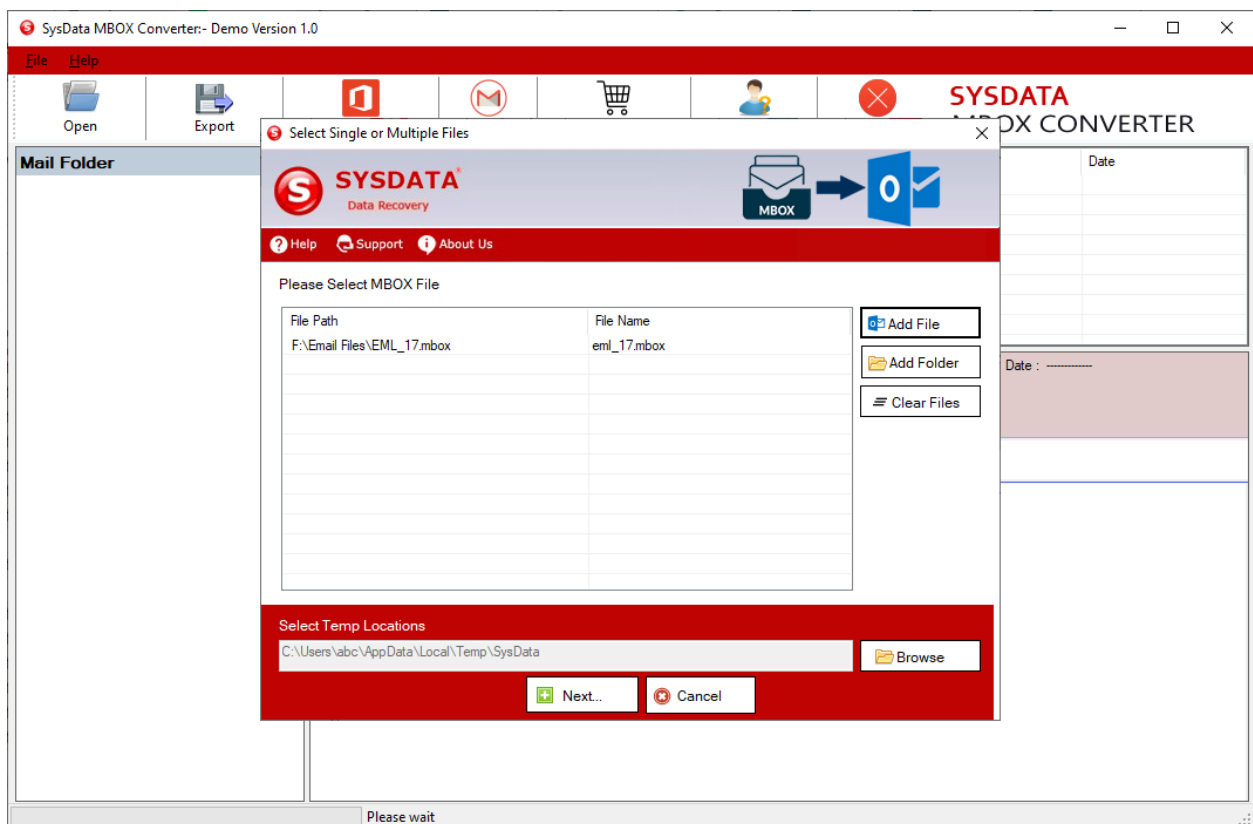 SysData MBOX Converter:- Demo Version 1.0
File Help
Open Export
SYSDATA
MBOX CONVERTER
Mail Folder
Date
Select Single or Multiple Files
SYSDATA
Data Recovery
MBOX
Help Support About Us
Please Select MBOX File
File Path File Name
F:\Email Files\EML_17.mbox eml_17.mbox
Add File
Add Folder
Clear Files
Date : -------------
Select Temp Locations
C:\Users\abc\AppData\Local\Temp\SysData
Browse
Next... Cancel
Please wait